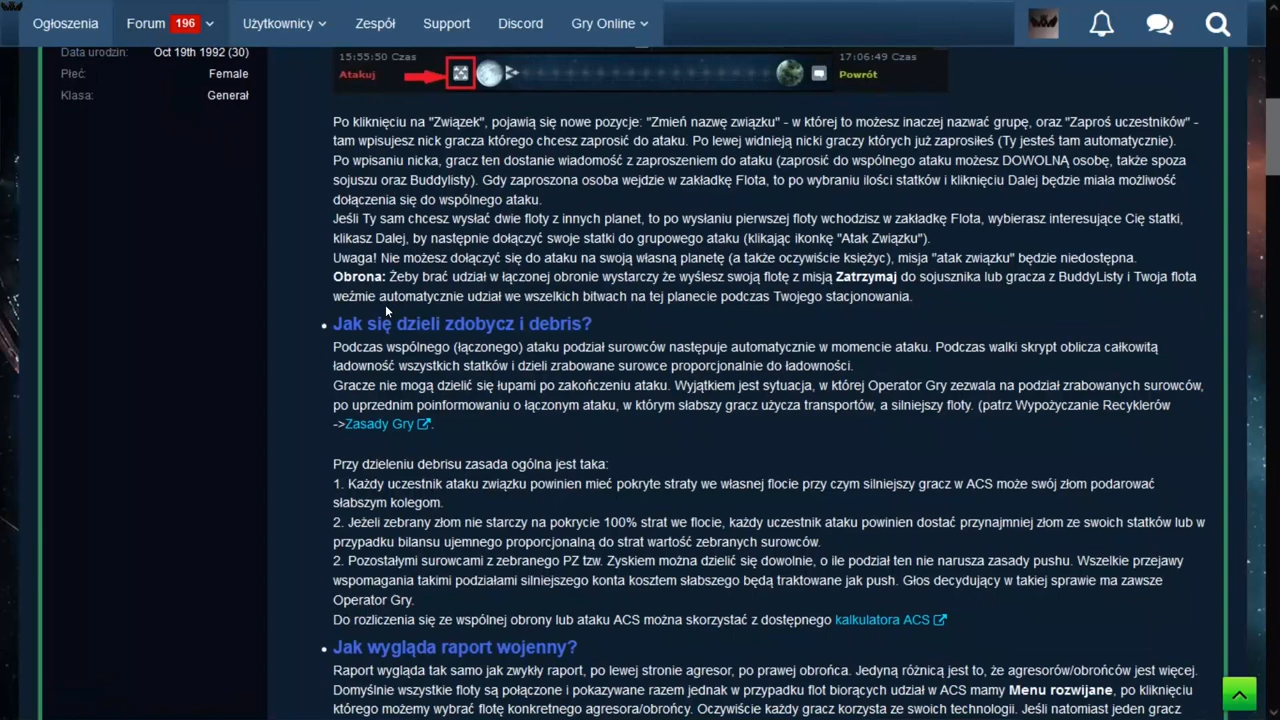 Ogłoszenia Forum 196 Użytkownicy Zespół Support Discord Gry Online
Data urodzin: Oct 19th 1992 (30)
Płeć: Female
Klasa: Generał
15:55:50 Czas 17:06:49 Czas
Atakuj Powrót
Po kliknięciu na "Związek", pojawią się nowe pozycje: "Zmień nazwę związku" - w której to możesz inaczej nazwać grupę, oraz "Zaproś uczestników" -
tam wpisujesz nick gracza którego chcesz zaprosić do ataku. Po lewej widnieją nicki graczy których już zaprosiłeś (Ty jesteś tam automatycznie).
Po wpisaniu nicka, gracz ten dostanie wiadomość z zaproszeniem do ataku (zaprosić do wspólnego ataku możesz DOWOLNĄ osobę, także spoza
sojuszu oraz Buddylisty). Gdy zaproszona osoba wejdzie w zakładkę Flota, to po wybraniu ilości statków i kliknięciu Dalej będzie miała możliwość
dołączenia się do wspólnego ataku.
Jeśli Ty sam chcesz wysłać dwie floty z innych planet, to po wysłaniu pierwszej floty wchodzisz w zakładkę Flota, wybierasz interesujące Cię statki,
klikasz Dalej, by następnie dołączyć swoje statki do grupowego ataku (klikając ikonkę "Atak Związku").
Uwaga! Nie możesz dołączyć się do ataku na swoją własną planetę (a także oczywiście księżyc), misja "atak związku" będzie niedostępna.
Obrona: Żeby brać udział w łączonej obronie wystarczy że wyślesz swoją flotę z misją Zatrzymaj do sojusznika lub gracza z BuddyListy i Twoja flota
weźmie automatycznie udział we wszelkich bitwach na tej planecie podczas Twojego stacjonowania.
• Jak się dzieli zdobycz i debris?
Podczas wspólnego (łączonego) ataku podział surowców następuje automatycznie w momencie ataku. Podczas walki skrypt oblicza całkowitą
ładowność wszystkich statków i dzieli zrabowane surowce proporcjonalnie do ładowności.
Gracze nie mogą dzielić się łupami po zakończeniu ataku. Wyjątkiem jest sytuacja, w której Operator Gry zezwala na podział zrabowanych surowców,
po uprzednim poinformowaniu o łączonym ataku, w którym słabszy gracz użycza transportów, a silniejszy floty. (patrz Wypożyczanie Recyklerów
->Zasady Gry.
Przy dzieleniu debrisu zasada ogólna jest taka:
1. Każdy uczestnik ataku związku powinien mieć pokryte straty we własnej flocie przy czym silniejszy gracz w ACS może swój złom podarować
słabszym kolegom.
2. Jeżeli zebrany złom nie starczy na pokrycie 100% strat we flocie, każdy uczestnik ataku powinien dostać przynajmniej złom ze swoich statków lub w
przypadku bilansu ujemnego proporcjonalną do strat wartość zebranych surowców.
2. Pozostałymi surowcami z zebranego PZ tzw. Zyskiem można dzielić się dowolnie, o ile podział ten nie narusza zasady pushu. Wszelkie przejawy
wspomagania takimi podziałami silniejszego konta kosztem słabszego będą traktowane jak push. Głos decydujący w takiej sprawie ma zawsze
Operator Gry.
Do rozliczenia się ze wspólnej obrony lub ataku ACS można skorzystać z dostępnego kalkulatora ACS
• Jak wygląda raport wojenny?
Raport wygląda tak samo jak zwykły raport, po lewej stronie agresor, po prawej obrońca. Jedyną różnicą jest to, że agresorów/obrońców jest więcej.
Domyślnie wszystkie floty są połączone i pokazywane razem jednak w przypadku flot biorących udział w ACS mamy Menu rozwijane, po kliknięciu
którego możemy wybrać flotę konkretnego agresora/obrońcy. Oczywiście każdy gracz korzysta ze swoich technologii. Jeśli natomiast jeden gracz